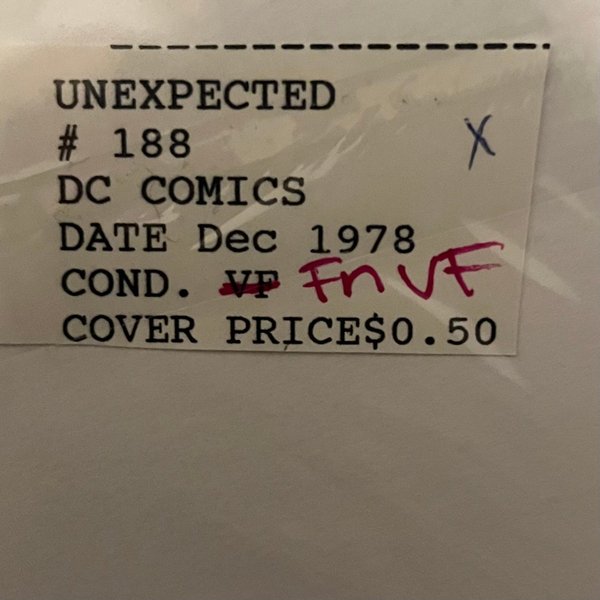 UNEXPECTED
# 188 X
DC COMICS
DATE Dec 1978
COND. VF Fn VF
COVER PRICE$0.50